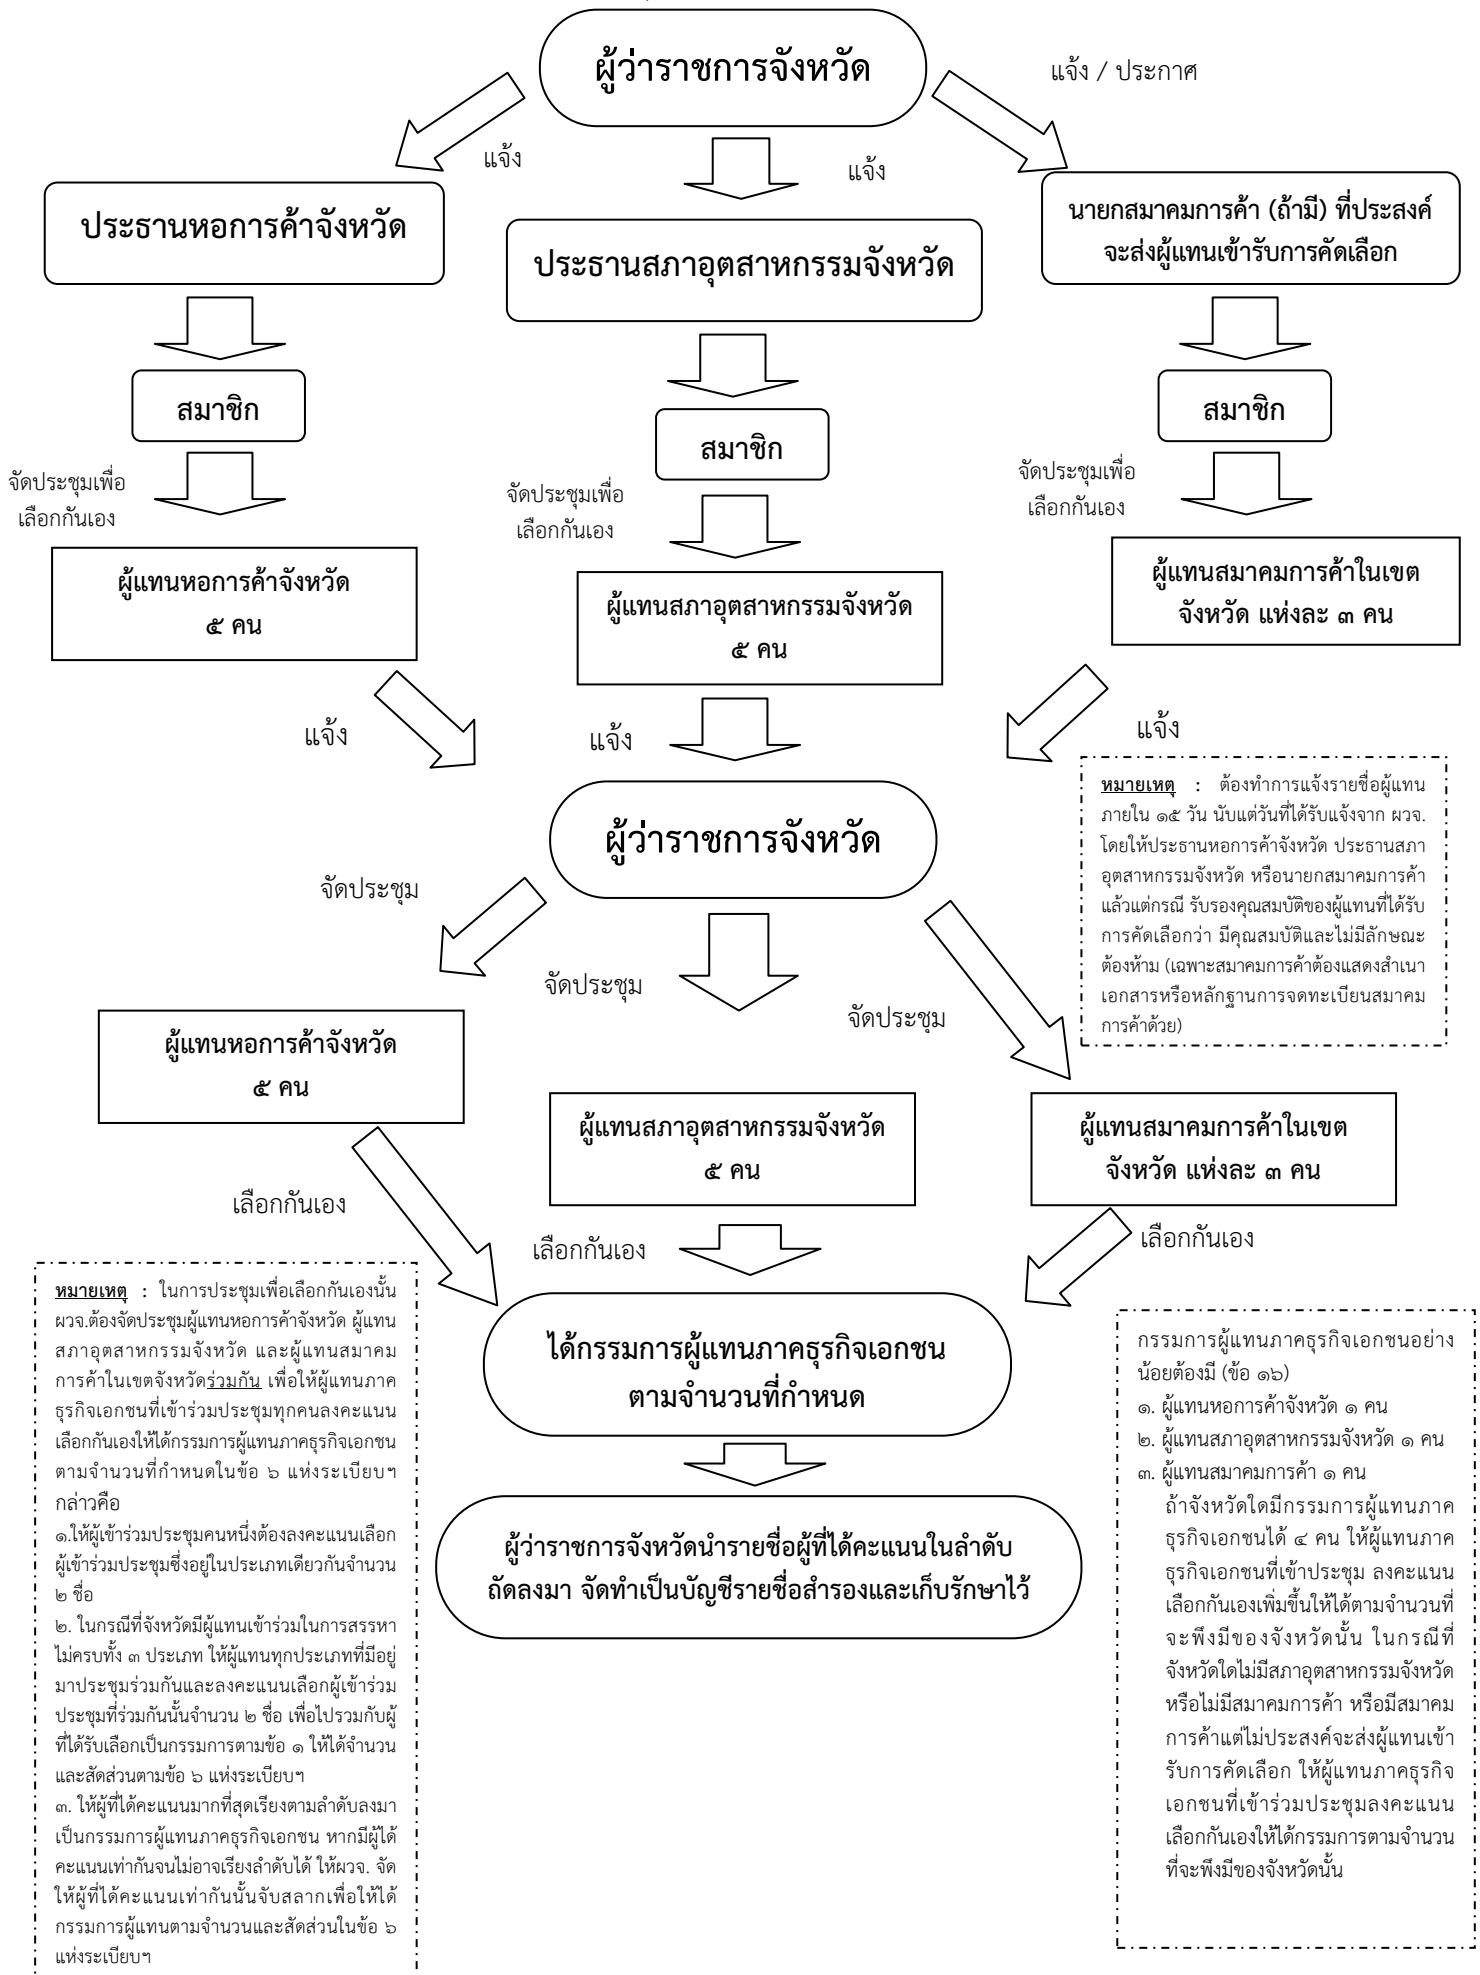 ผู้ว่าราชการจังหวัด
แจ้ง / ประกาศ
แจ้ง
แจ้ง
ประธานหอการค้าจังหวัด
ประธานสภาอุตสาหกรรมจังหวัด
นายกสมาคมการค้า (ถ้ามี) ที่ประสงค์
จะส่งผู้แทนเข้ารับการคัดเลือก
สมาชิก
สมาชิก
สมาชิก
จัดประชุมเพื่อ
เลือกกันเอง
จัดประชุมเพื่อ
เลือกกันเอง
จัดประชุมเพื่อ
เลือกกันเอง
ผู้แทนหอการค้าจังหวัด
๕ คน
ผู้แทนสภาอุตสาหกรรมจังหวัด
๕ คน
ผู้แทนสมาคมการค้าในเขต
จังหวัด แห่งละ ๓ คน
แจ้ง
แจ้ง
แจ้ง
หมายเหตุ : ต้องทำการแจ้งรายชื่อผู้แทน
ภายใน ๑๕ วัน นับแต่วันที่ได้รับแจ้งจาก ผวจ.
โดยให้ประธานหอการค้าจังหวัด ประธานสภา
อุตสาหกรรมจังหวัด หรือนายกสมาคมการค้า
แล้วแต่กรณี รับรองคุณสมบัติของผู้แทนที่ได้รับ
การคัดเลือกว่า มีคุณสมบัติและไม่มีลักษณะ
ต้องห้าม (เฉพาะสมาคมการค้าต้องแสดงสำเนา
เอกสารหรือหลักฐานการจดทะเบียนสมาคม
การค้าด้วย)
ผู้ว่าราชการจังหวัด
จัดประชุม
จัดประชุม
จัดประชุม
ผู้แทนหอการค้าจังหวัด
๕ คน
ผู้แทนสภาอุตสาหกรรมจังหวัด
๕ คน
ผู้แทนสมาคมการค้าในเขต
จังหวัด แห่งละ ๓ คน
เลือกกันเอง
เลือกกันเอง
เลือกกันเอง
หมายเหตุ : ในการประชุมเพื่อเลือกกันเองนั้น
ผวจ.ต้องจัดประชุมผู้แทนหอการค้าจังหวัด ผู้แทน
สภาอุตสาหกรรมจังหวัด และผู้แทนสมาคม
การค้าในเขตจังหวัดร่วมกัน เพื่อให้ผู้แทนภาค
ธุรกิจเอกชนที่เข้าร่วมประชุมทุกคนลงคะแนน
เลือกกันเองให้ได้กรรมการผู้แทนภาคธุรกิจเอกชน
ตามจำนวนที่กำหนดในข้อ ๖ แห่งระเบียบฯ
กล่าวคือ
๑.ให้ผู้เข้าร่วมประชุมคนหนึ่งต้องลงคะแนนเลือก
ผู้เข้าร่วมประชุมซึ่งอยู่ในประเภทเดียวกันจำนวน
๒ ชื่อ
๒. ในกรณีที่จังหวัดมีผู้แทนเข้าร่วมในการสรรหา
ไม่ครบทั้ง ๓ ประเภท ให้ผู้แทนทุกประเภทที่มีอยู่
มาประชุมร่วมกันและลงคะแนนเลือกผู้เข้าร่วม
ประชุมที่ร่วมกันนั้นจำนวน ๒ ชื่อ เพื่อไปรวมกับผู้
ที่ได้รับเลือกเป็นกรรมการตามข้อ ๑ ให้ได้จำนวน
และสัดส่วนตามข้อ ๖ แห่งระเบียบฯ
๓. ให้ผู้ที่ได้คะแนนมากที่สุดเรียงตามลำดับลงมา
เป็นกรรมการผู้แทนภาคธุรกิจเอกชน หากมีผู้ได้
คะแนนเท่ากันจนไม่อาจเรียงลำดับได้ ให้ผวจ. จัด
ให้ผู้ที่ได้คะแนนเท่ากันนั้นจับสลากเพื่อให้ได้
กรรมการผู้แทนตามจำนวนและสัดส่วนในข้อ ๖
แห่งระเบียบฯ
ได้กรรมการผู้แทนภาคธุรกิจเอกชน
ตามจำนวนที่กำหนด
ผู้ว่าราชการจังหวัดนำรายชื่อผู้ที่ได้คะแนนในลำดับ
ถัดลงมา จัดทำเป็นบัญชีรายชื่อสำรองและเก็บรักษาไว้
กรรมการผู้แทนภาคธุรกิจเอกชนอย่าง
น้อยต้องมี (ข้อ ๑๖)
๑. ผู้แทนหอการค้าจังหวัด ๑ คน
๒. ผู้แทนสภาอุตสาหกรรมจังหวัด ๑ คน
๓. ผู้แทนสมาคมการค้า ๑ คน
ถ้าจังหวัดใดมีกรรมการผู้แทนภาค
ธุรกิจเอกชนได้ ๔ คน ให้ผู้แทนภาค
ธุรกิจเอกชนที่เข้าประชุม ลงคะแนน
เลือกกันเองเพิ่มขึ้นให้ได้ตามจำนวนที่
จะพึงมีของจังหวัดนั้น ในกรณีที่
จังหวัดใดไม่มีสภาอุตสาหกรรมจังหวัด
หรือไม่มีสมาคมการค้า หรือมีสมาคม
การค้าแต่ไม่ประสงค์จะส่งผู้แทนเข้า
รับการคัดเลือก ให้ผู้แทนภาคธุรกิจ
เอกชนที่เข้าร่วมประชุมลงคะแนน
เลือกกันเองให้ได้กรรมการตามจำนวน
ที่จะพึงมีของจังหวัดนั้น